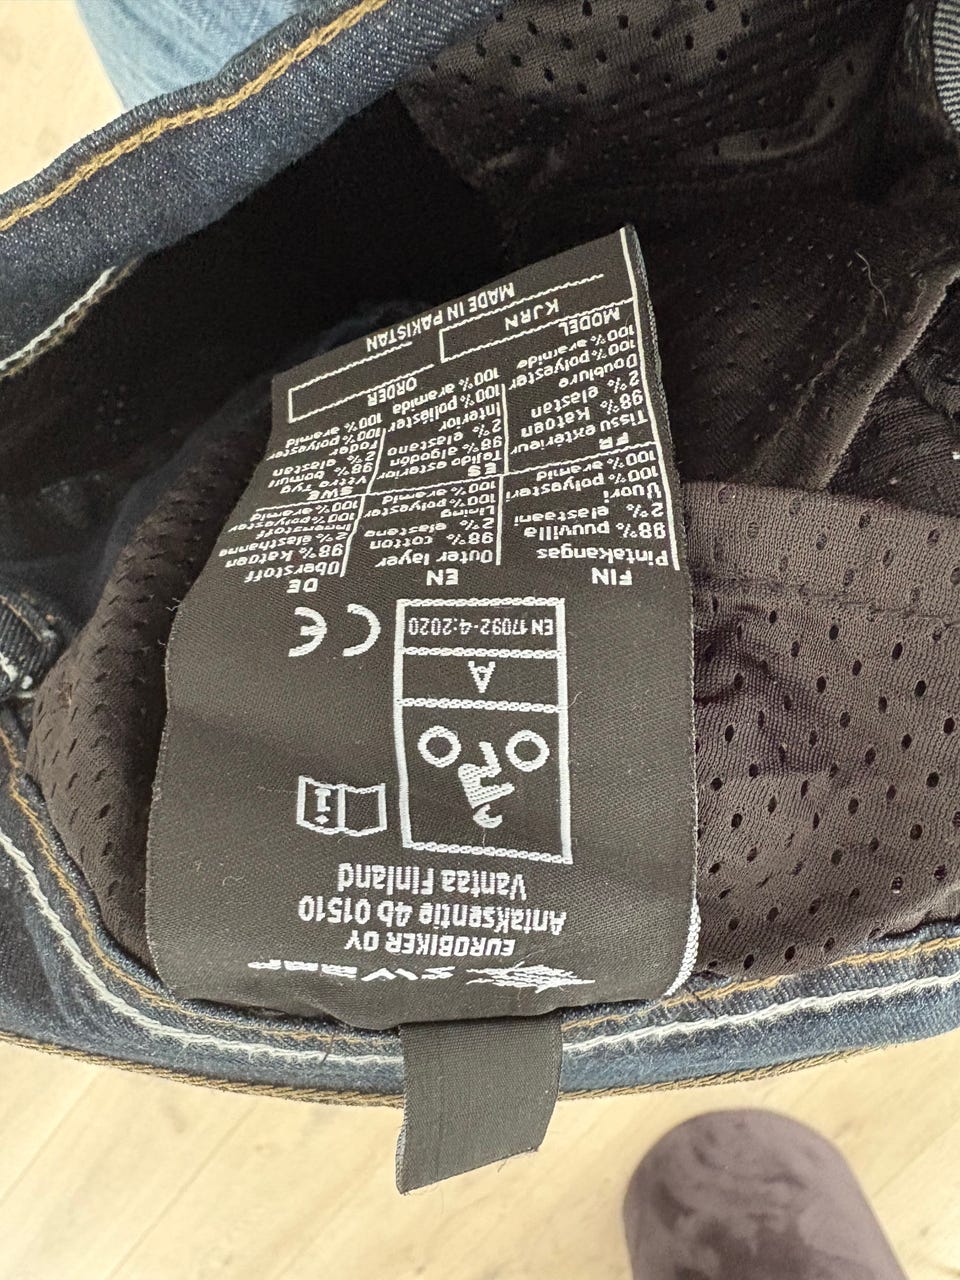 EUROBIKER OY
Antaksentie 4b 01510
Vantaa Finland
i
A
EN 17092-4:2020
CE
FIN
Pintakangas
98% puuvilla
2% elastaani
Vuori
100% polyesteri
100% aramid
EN
Outer layer
98% cotton
2% elastane
Lining
100% polyester
100% aramid
DE
Oberstoff
98% Katoen
2% elasthanne
Innenstoff
100% polyester
100% aramid
FR
Tissu extérieur
98% Katoen
2% elastan
Doublure
100% polyester
100% aramide
ES
Tejido exterior
98% algodón
2% elastano
Interior
100% poliéster
100% aramida
SWE
Yttre tyg
98% bomull
2% elastan
Foder
100% polyester
100% aramid
MODEL
KJRN
ORDER
MADE IN PAKISTAN